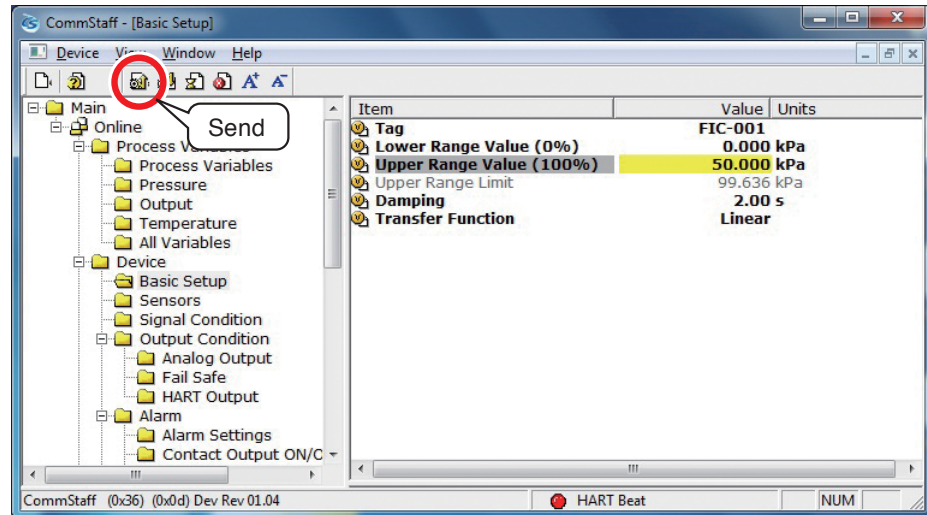 CommStaff - [Basic Setup]
Device View Window Help
A+ A-
Send
Main
Online
Process Variables
Process Variables
Pressure
Output
Temperature
All Variables
Device
Basic Setup
Sensors
Signal Condition
Output Condition
Analog Output
Fail Safe
HART Output
Alarm
Alarm Settings
Contact Output ON/O
Item Value Units
Tag FIC-001
Lower Range Value (0%) 0.000 kPa
Upper Range Value (100%) 50.000 kPa
Upper Range Limit 99.636 kPa
Damping 2.00 s
Transfer Function Linear
CommStaff (0x36) (0x0d) Dev Rev 01.04 HART Beat NUM